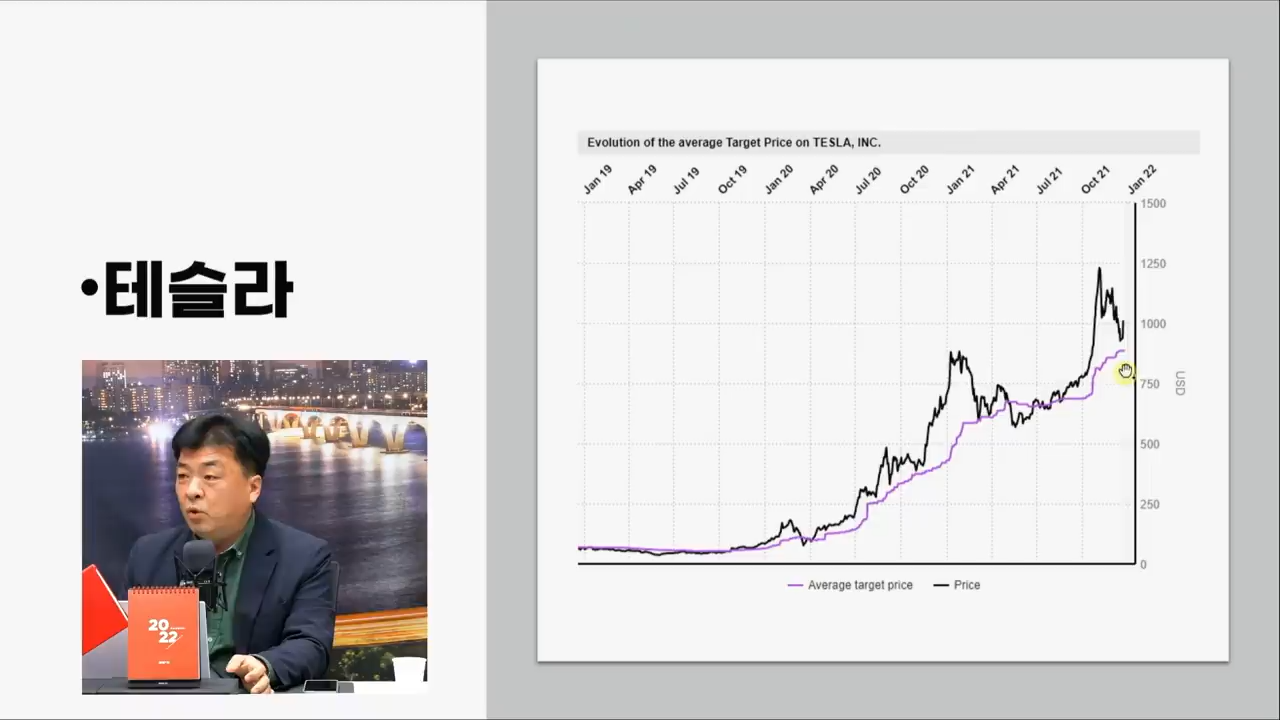 •테슬라
20
22
Evolution of the average Target Price on TESLA, INC.
Jan 19 Apr 19 Jul 19 Oct 19 Jan 20 Apr 20 Jul 20 Oct 20 Jan 21 Apr 21 Jul 21 Oct 21 Jan 22
1500
1250
1000
750
500
250
0
USD
Average target price Price